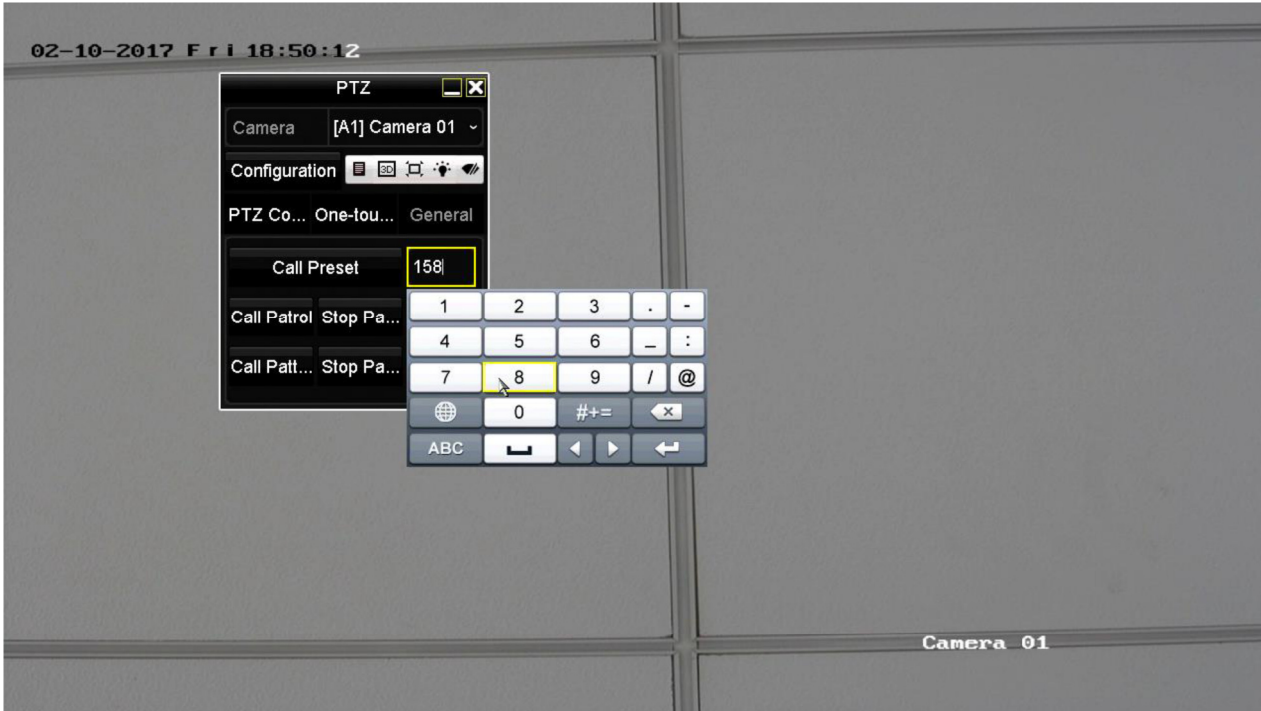 02-10-2017 Fri 18:50:12
PTZ
Camera [A1] Camera 01
Configuration 3D
PTZ Co... One-tou... General
Call Preset 158
Call Patrol Stop Pa...
Call Patt... Stop Pa...
1 2 3 . -
4 5 6 _ :
7 8 9 / @
0 #+=
ABC
Camera 01